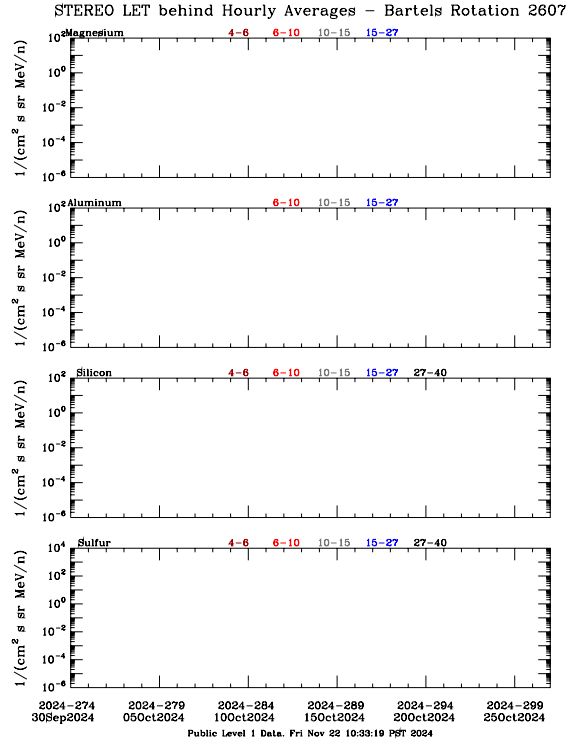 STEREO LET behind Hourly Averages - Bartels Rotation 2607
Magnesium 4-6 6-10 10-15 15-27
10² 10⁰ 10⁻² 10⁻⁴ 10⁻⁶
1/(cm² s sr MeV/n)
Aluminum 6-10 10-15 15-27
10² 10⁰ 10⁻² 10⁻⁴ 10⁻⁶
1/(cm² s sr MeV/n)
Silicon 4-6 6-10 10-15 15-27 27-40
10² 10⁰ 10⁻² 10⁻⁴ 10⁻⁶
1/(cm² s sr MeV/n)
Sulfur 4-6 6-10 10-15 15-27 27-40
10⁴ 10² 10⁰ 10⁻² 10⁻⁴ 10⁻⁶
1/(cm² s sr MeV/n)
2024-274 2024-279 2024-284 2024-289 2024-294 2024-299
30Sep2024 05Oct2024 10Oct2024 15Oct2024 20Oct2024 25Oct2024
Public Level 1 Data. Fri Nov 22 10:33:19 PST 2024